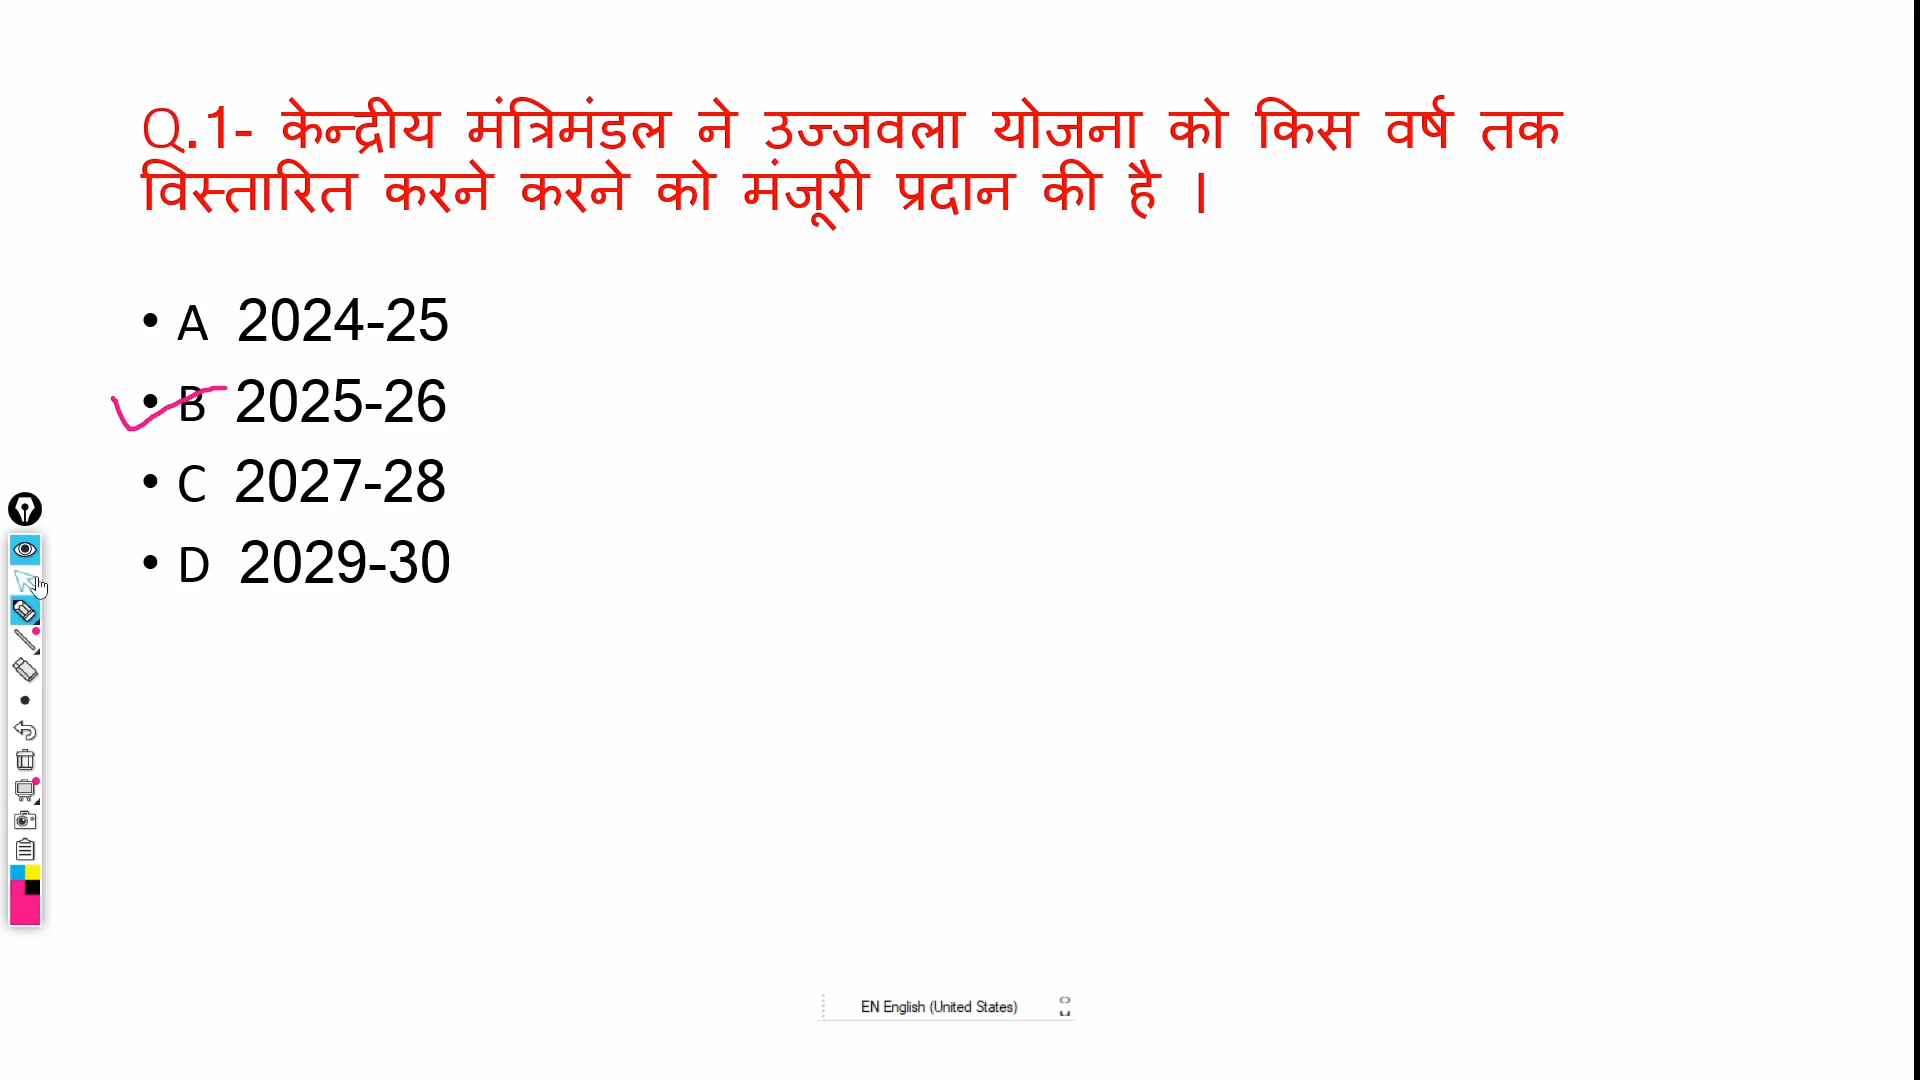 Q.1- केन्द्रीय मंत्रिमंडल ने उज्जवला योजना को किस वर्ष तक
विस्तारित करने करने को मंजूरी प्रदान की है ।
• A 2024-25
• B 2025-26
• C 2027-28
• D 2029-30
EN English (United States)